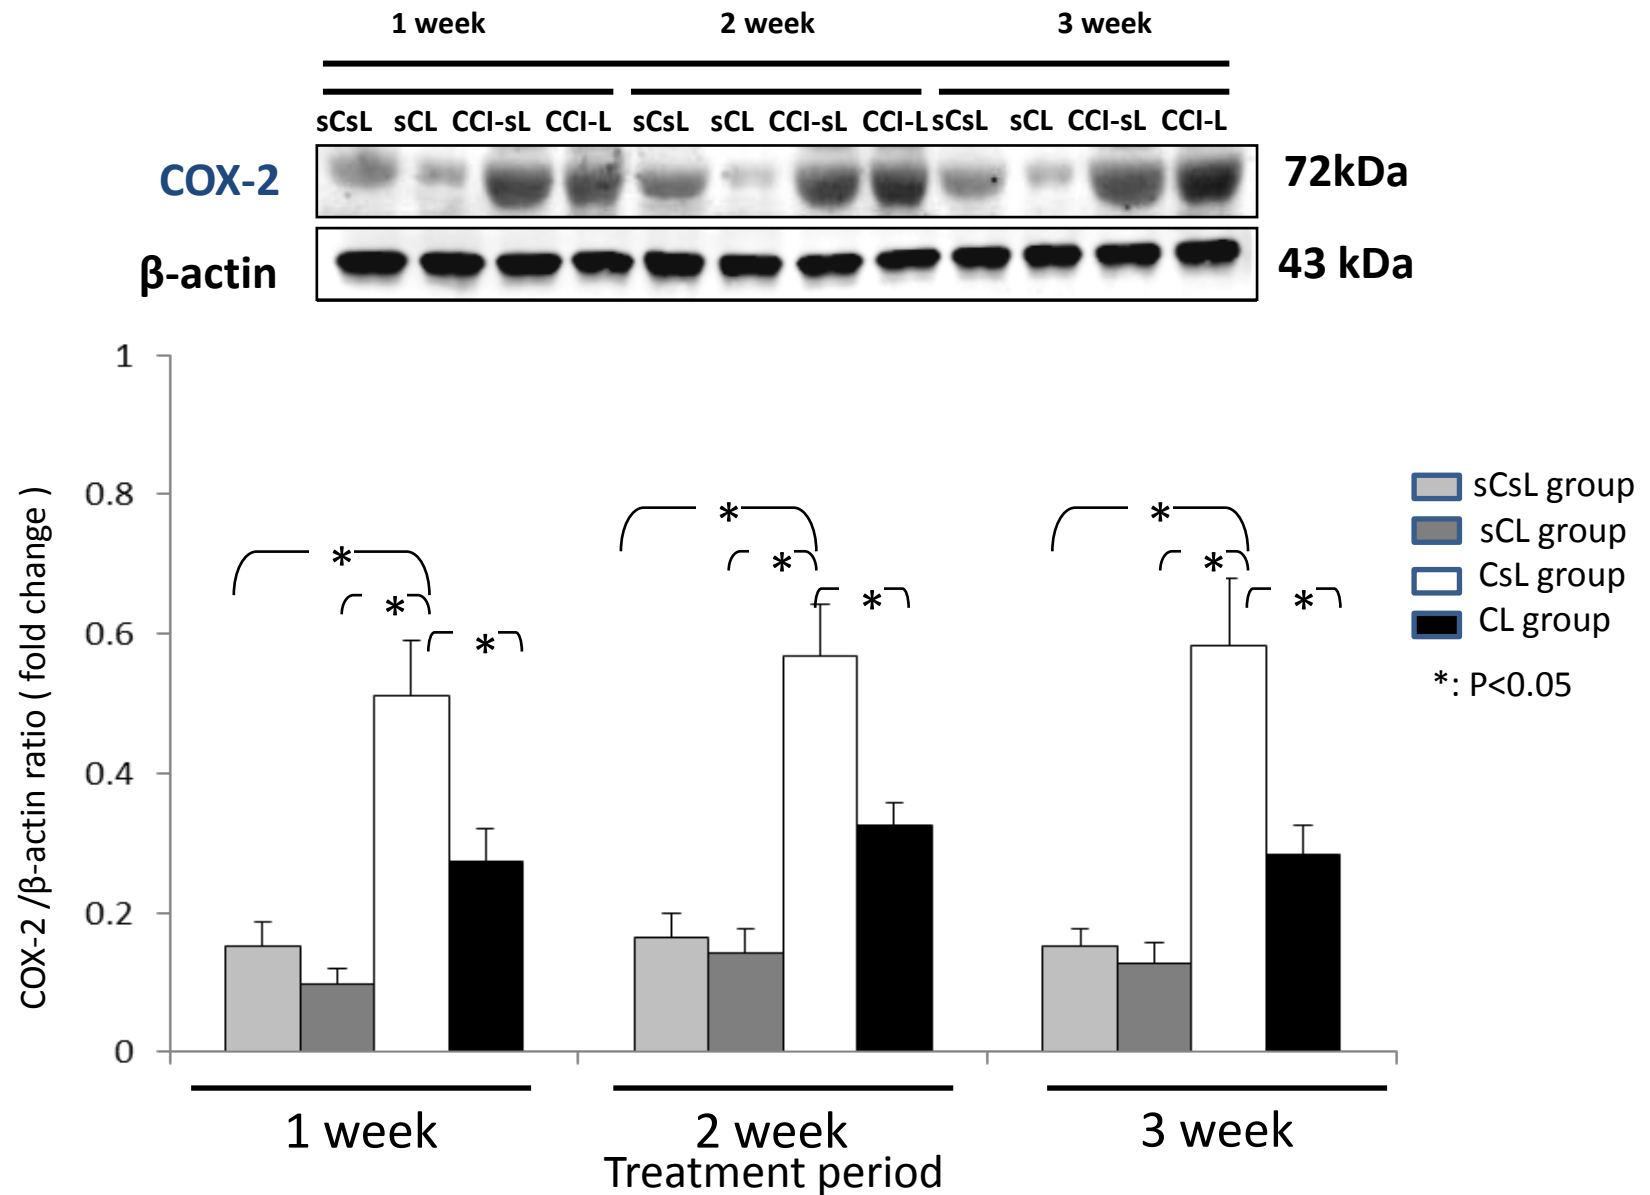 1 week 2 week 3 week
sCsL sCL CCI-sL CCI-L sCsL sCL CCI-sL CCI-L sCsL sCL CCI-sL CCI-L
COX-2 72kDa
β-actin 43 kDa
COX-2 /β-actin ratio ( fold change )
1
0.8
0.6
0.4
0.2
0
* * *
* * *
* * *
sCsL group
sCL group
CsL group
CL group
*: P<0.05
1 week 2 week 3 week
Treatment period